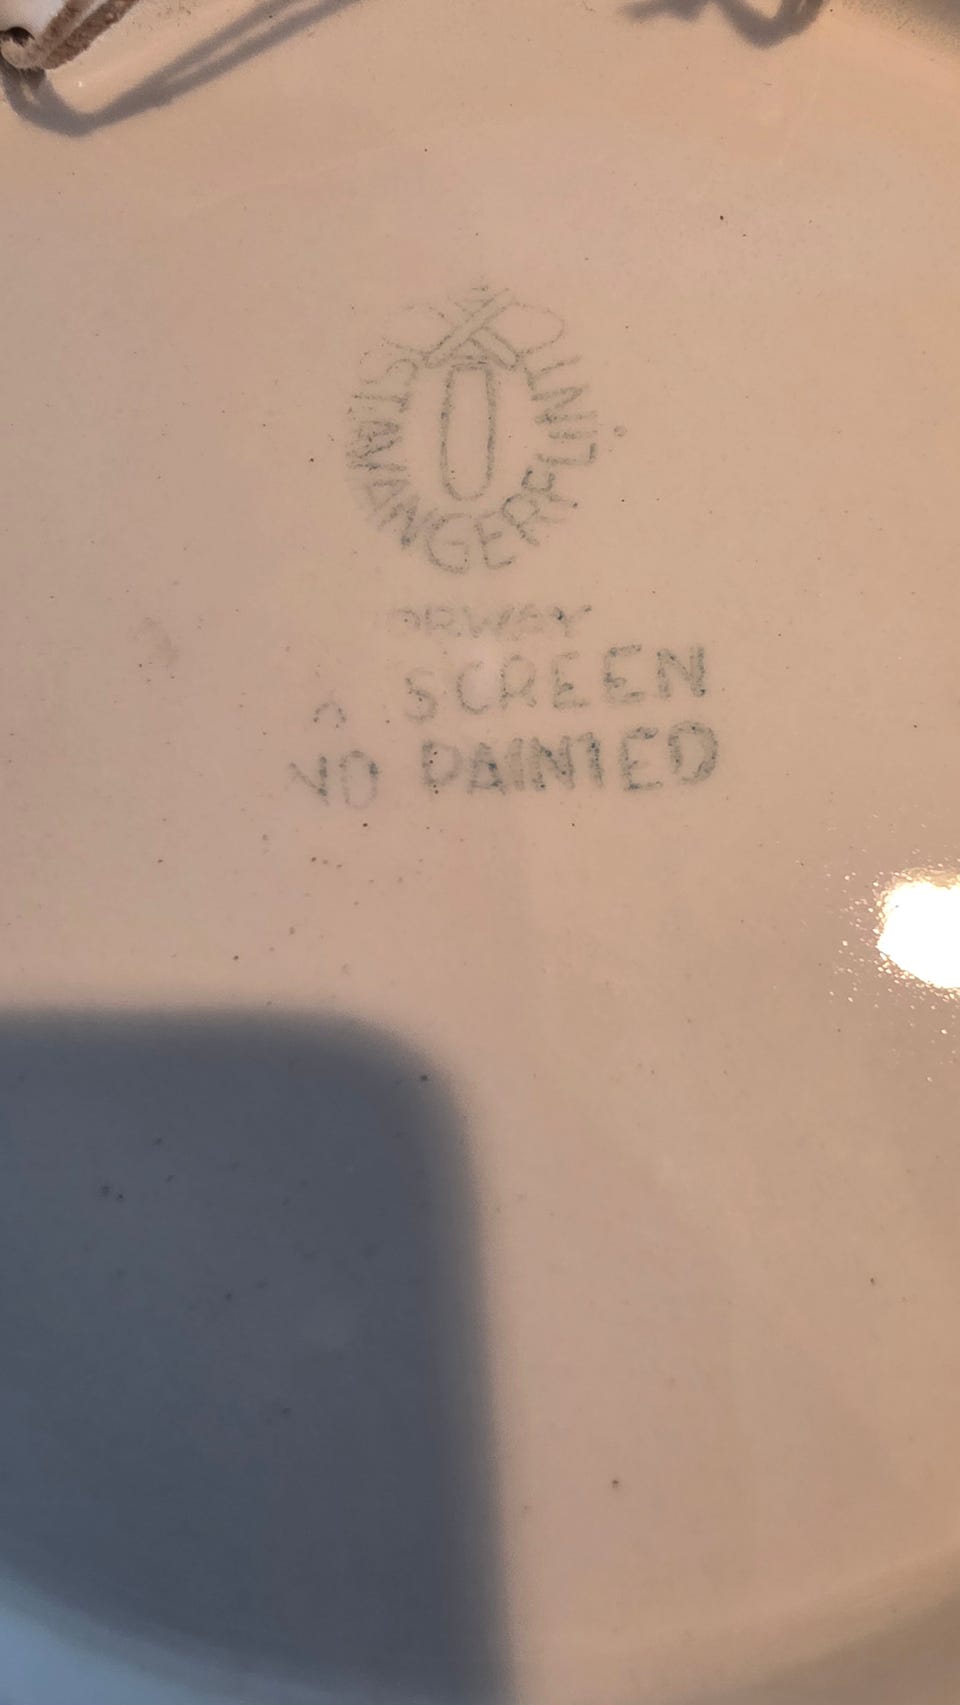 STAVANGERFLINT
ORWAY
SCREEN
ND PAINTED